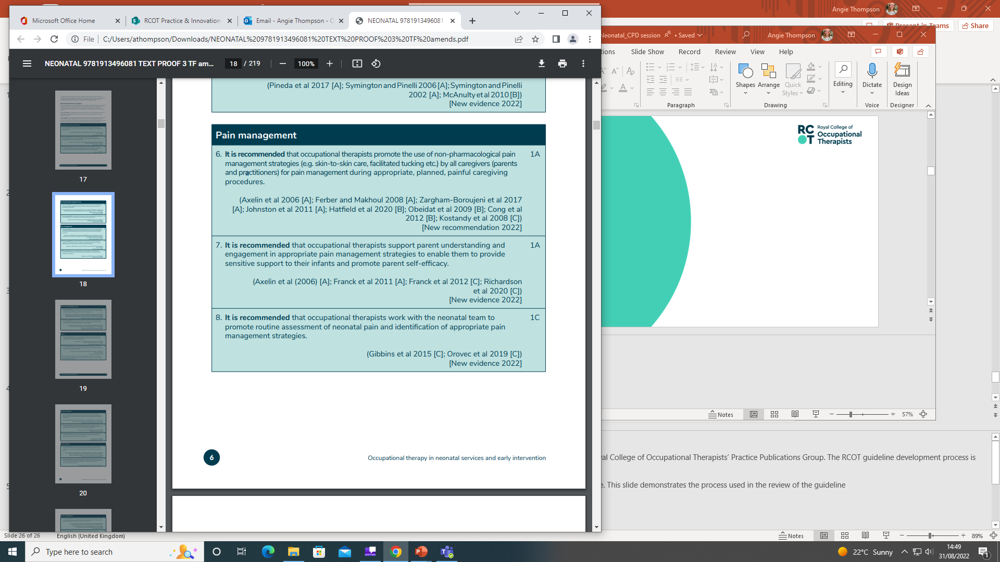 Microsoft Office Home
RCOT Practice & Innovation
Email - Angie Thompson - O
NEONATAL 9781913496081
File
C:/Users/athompson/Downloads/NEONATAL%209781913496081%20TEXT%20PROOF%203%20TF%20amends.pdf
NEONATAL 9781913496081 TEXT PROOF 3 TF am...
18 / 219
100%
17
18
19
20
(Pineda et al 2017 [A]; Symington and Pinelli 2006 [A]; Symington and Pinelli
2002 [A]; McAnulty et al 2010 [B])
[New evidence 2022]
Pain management
6. It is recommended that occupational therapists promote the use of non-pharmacological pain 1A
management strategies (e.g. skin-to-skin care, facilitated tucking etc.) by all caregivers (parents
and practitioners) for pain management during appropriate, planned, painful caregiving
procedures.
(Axelin et al 2006 [A]; Ferber and Makhoul 2008 [A]; Zargham-Boroujeni et al 2017
[A]; Johnston et al 2011 [A]; Hatfield et al 2020 [B]; Obeidat et al 2009 [B]; Cong et al
2012 [B]; Kostandy et al 2008 [C])
[New recommendation 2022]
7. It is recommended that occupational therapists support parent understanding and 1A
engagement in appropriate pain management strategies to enable them to provide
sensitive support to their infants and promote parent self-efficacy.
(Axelin et al (2006) [A]; Franck et al 2011 [A]; Franck et al 2012 [C]; Richardson
et al 2020 [C])
[New evidence 2022]
8. It is recommended that occupational therapists work with the neonatal team to 1C
promote routine assessment of neonatal pain and identification of appropriate pain
management strategies.
(Gibbins et al 2015 [C]; Orovec et al 2019 [C])
[New evidence 2022]
6
Occupational therapy in neonatal services and early intervention
Angie Thompson
Present in Teams
Share
Neonatal_CPD session
• Saved
Angie Thompson
Slide Show
Record
Review
View
Help
Shapes
Arrange
Quick
Styles
Editing
Dictate
Design
Ideas
Paragraph
Drawing
Voice
Designer
RCOT
Royal College of
Occupational
Therapists
Notes
57%
College of Occupational Therapists’ Practice Publications Group. The RCOT guideline development process is
This slide demonstrates the process used in the review of the guideline
Slide 26 of 26
English (United Kingdom)
Notes
89%
Type here to search
22°C Sunny
14:49
31/08/2022
1